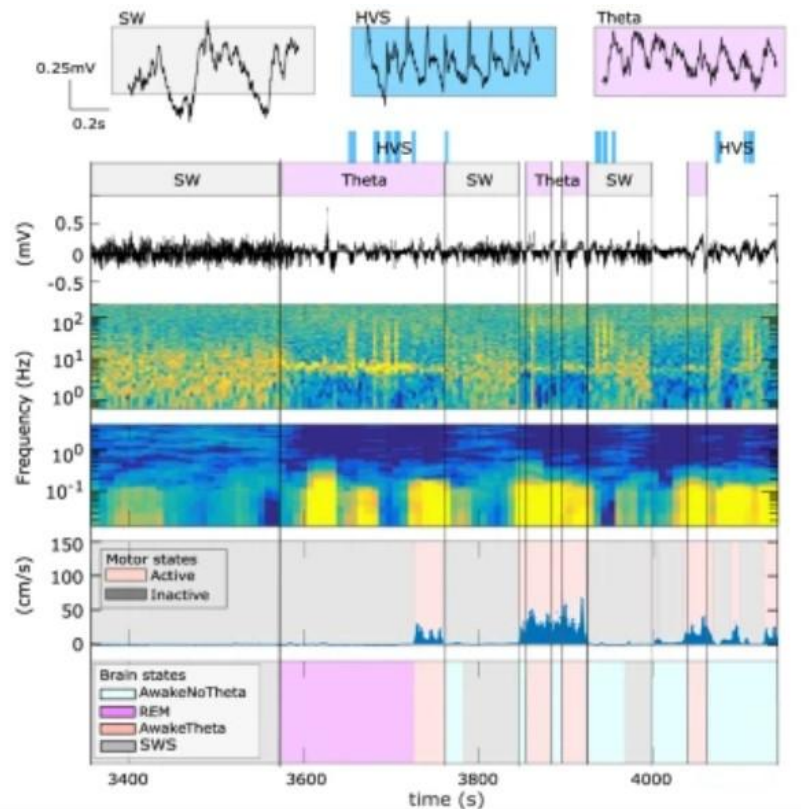 SW HVS Theta
0.25mV
0.2s
HVS HVS
SW Theta SW Theta SW
(mV)
0.5
0
-0.5
Frequency (Hz)
10²
10¹
10⁰
10⁰
10⁻¹
(cm/s)
150
100
50
0
Motor states
Active
Inactive
Brain states
AwakeNoTheta
REM
AwakeTheta
SWS
3400 3600 3800 4000
time (s)